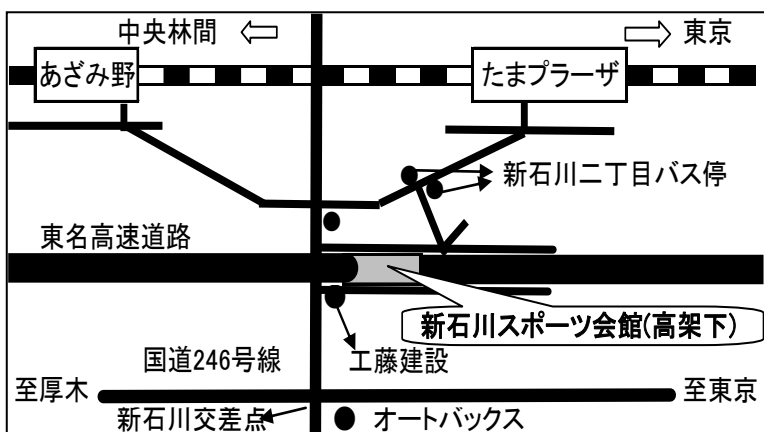 中央林間
東京
あざみ野
たまプラーザ
新石川二丁目バス停
東名高速道路
新石川スポーツ会館(高架下)
国道246号線
工藤建設
至厚木
至東京
新石川交差点
オートバックス